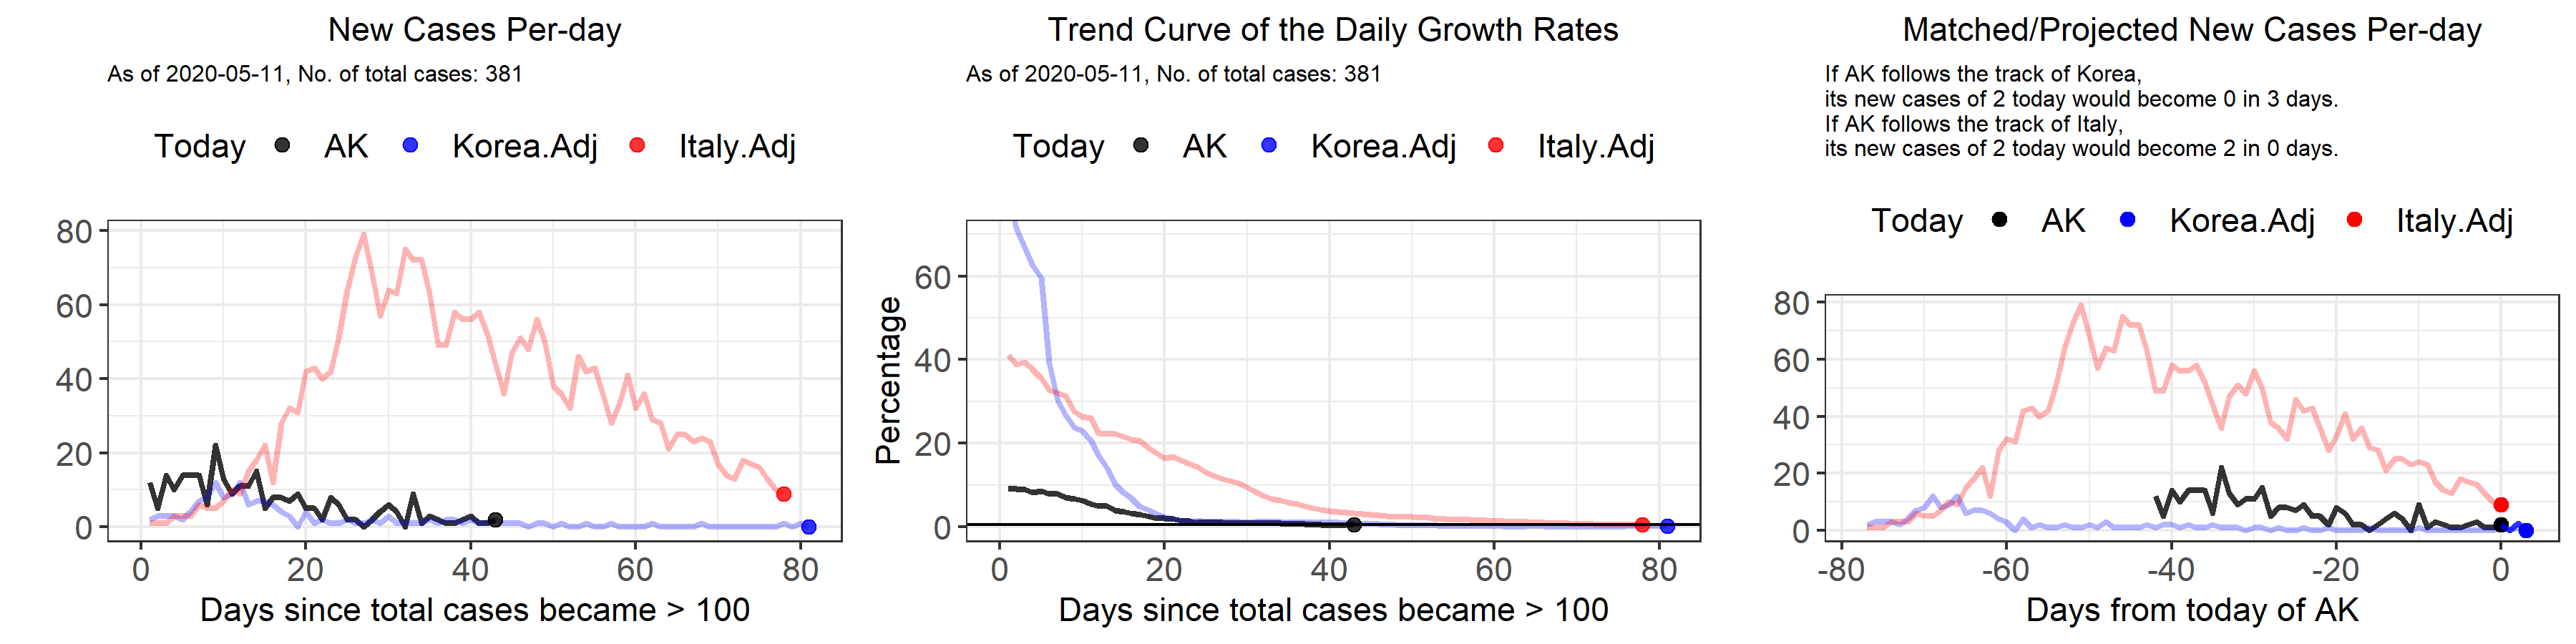 New Cases Per-day
As of 2020-05-11, No. of total cases: 381
Today AK Korea.Adj Italy.Adj
80
60
40
20
0
0 20 40 60 80
Days since total cases became > 100
Trend Curve of the Daily Growth Rates
As of 2020-05-11, No. of total cases: 381
Today AK Korea.Adj Italy.Adj
Percentage
60
40
20
0
0 20 40 60 80
Days since total cases became > 100
Matched/Projected New Cases Per-day
If AK follows the track of Korea,
its new cases of 2 today would become 0 in 3 days.
If AK follows the track of Italy,
its new cases of 2 today would become 2 in 0 days.
Today AK Korea.Adj Italy.Adj
80
60
40
20
0
-80 -60 -40 -20 0
Days from today of AK